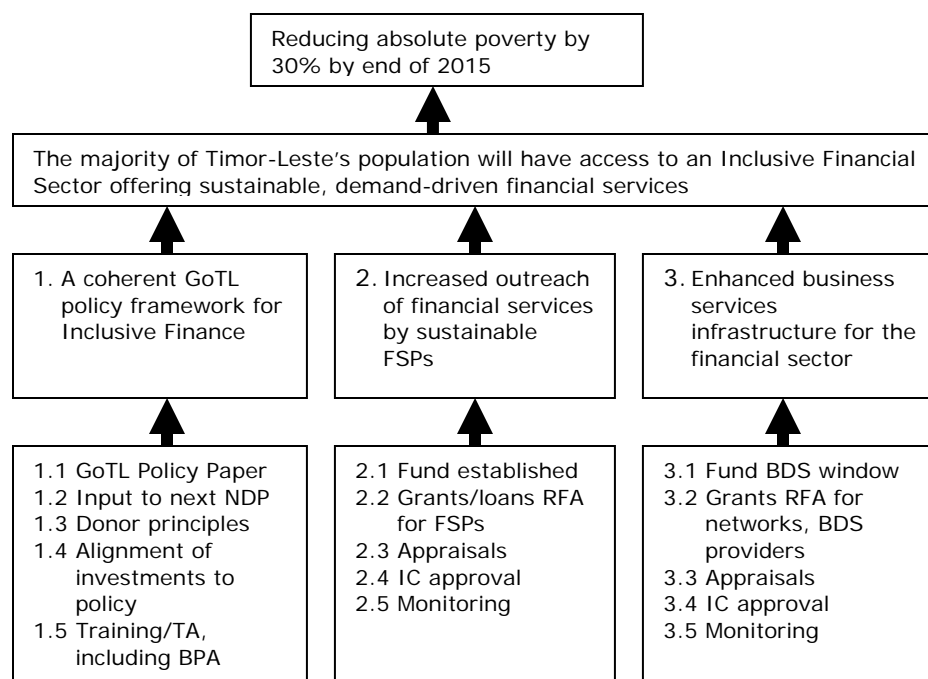 Reducing absolute poverty by
30% by end of 2015
The majority of Timor-Leste's population will have access to an Inclusive Financial
Sector offering sustainable, demand-driven financial services
1. A coherent GoTL
policy framework for
Inclusive Finance
2. Increased outreach
of financial services
by sustainable
FSPs
3. Enhanced business
services
infrastructure for the
financial sector
1.1 GoTL Policy Paper
1.2 Input to next NDP
1.3 Donor principles
1.4 Alignment of
investments to
policy
1.5 Training/TA,
including BPA
2.1 Fund established
2.2 Grants/loans RFA
for FSPs
2.3 Appraisals
2.4 IC approval
2.5 Monitoring
3.1 Fund BDS window
3.2 Grants RFA for
networks, BDS
providers
3.3 Appraisals
3.4 IC approval
3.5 Monitoring